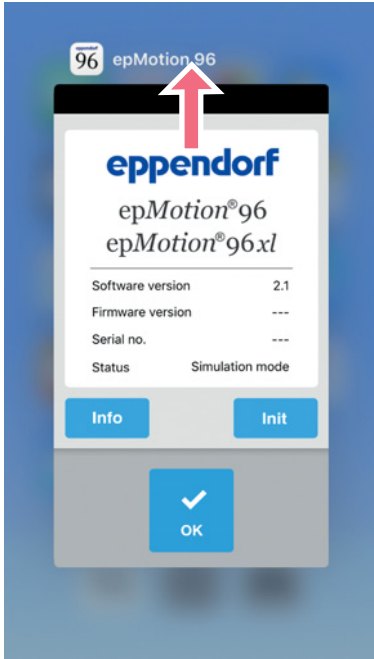 eppendorf
96
epMotion 96
eppendorf
epMotion®96
epMotion®96xl
Software version 2.1
Firmware version ---
Serial no. ---
Status Simulation mode
Info Init
OK